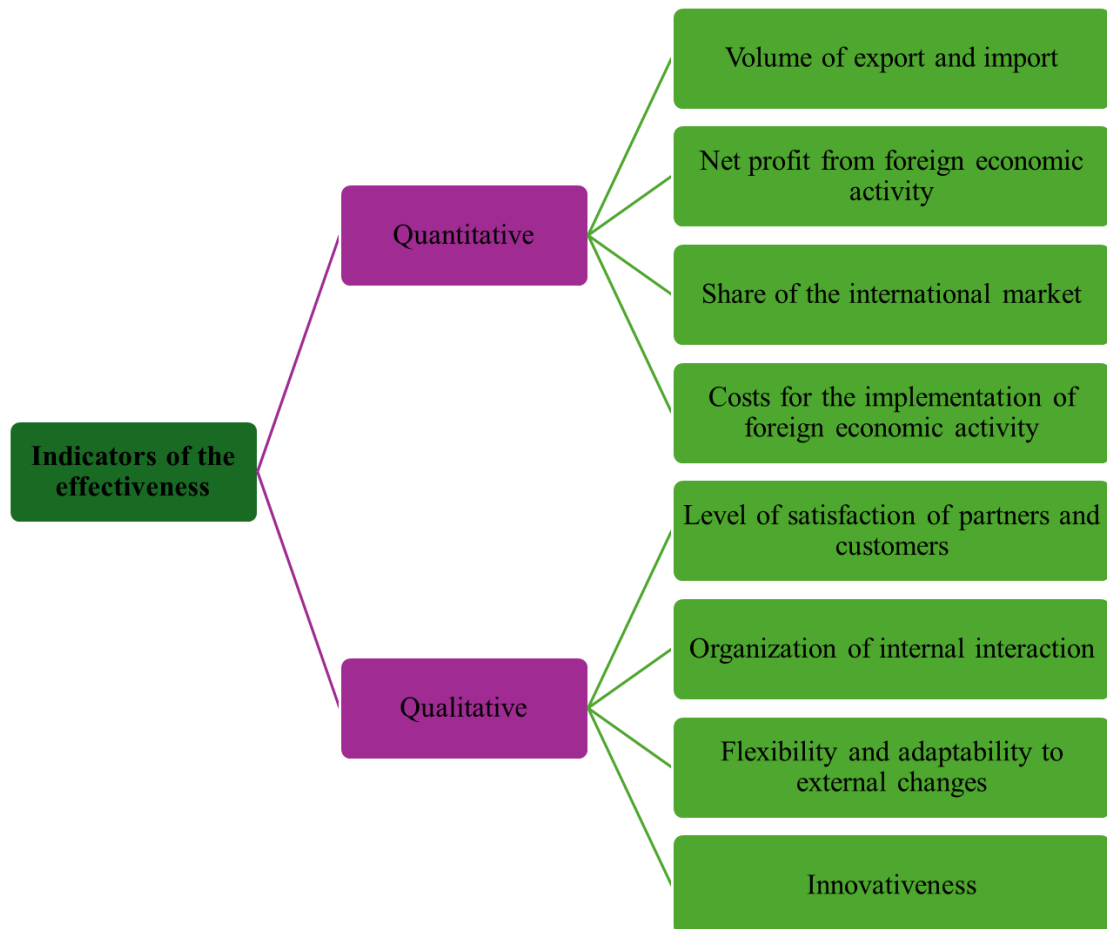 Volume of export and import
Net profit from foreign economic
activity
Quantitative
Share of the international market
Costs for the implementation of
foreign economic activity
Indicators of the
effectiveness
Level of satisfaction of partners and
customers
Organization of internal interaction
Qualitative
Flexibility and adaptability to
external changes
Innovativeness